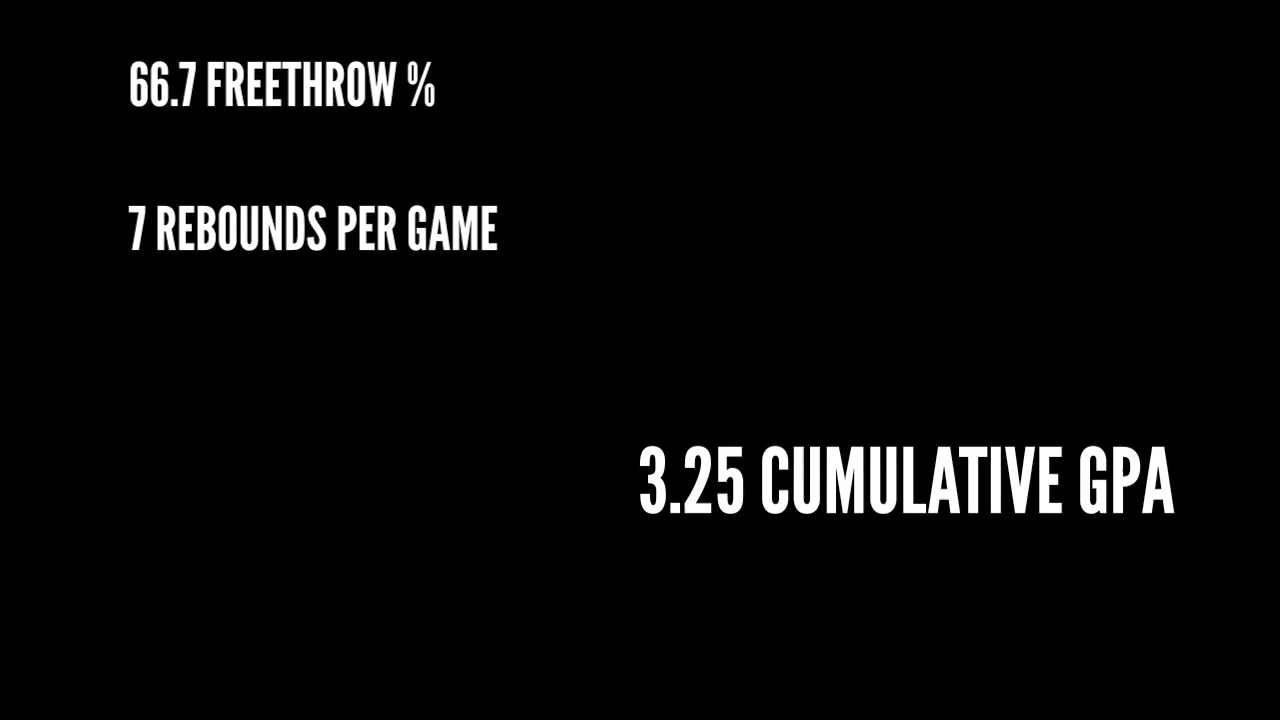 66.7 FREETHROW %
7 REBOUNDS PER GAME
3.25 CUMULATIVE GPA